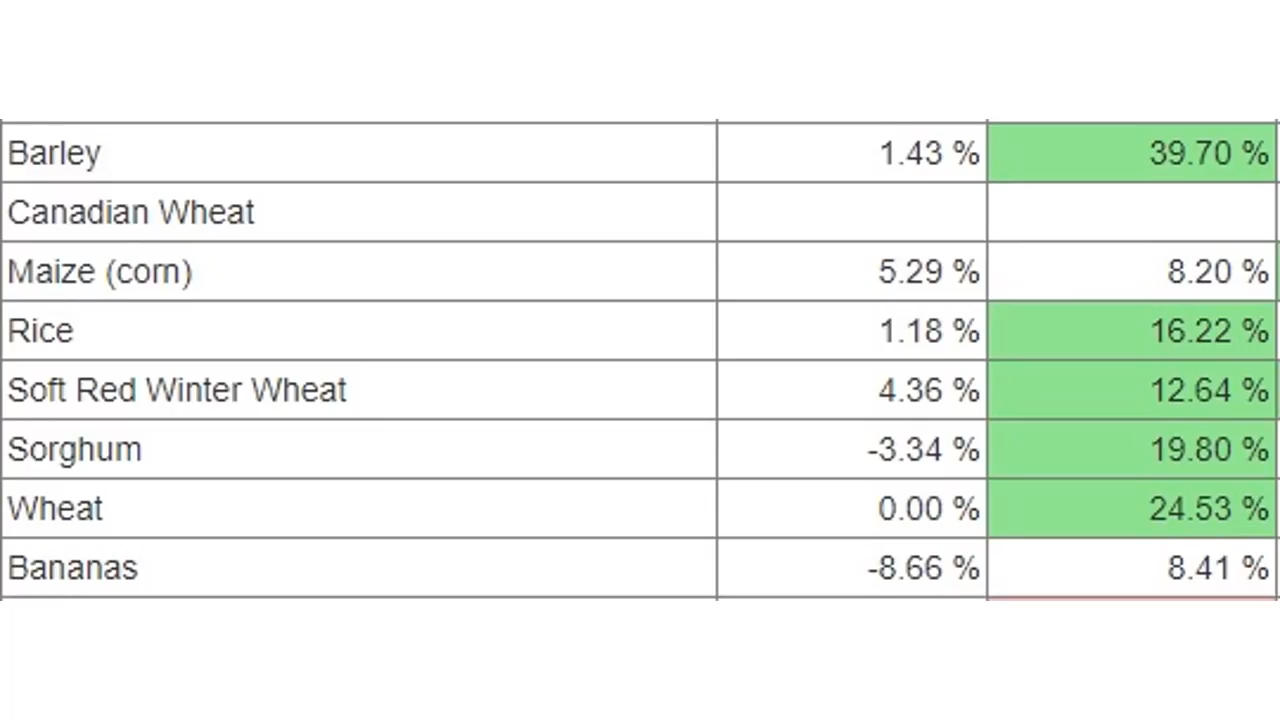 Barley 1.43 % 39.70 %
Canadian Wheat
Maize (corn) 5.29 % 8.20 %
Rice 1.18 % 16.22 %
Soft Red Winter Wheat 4.36 % 12.64 %
Sorghum -3.34 % 19.80 %
Wheat 0.00 % 24.53 %
Bananas -8.66 % 8.41 %